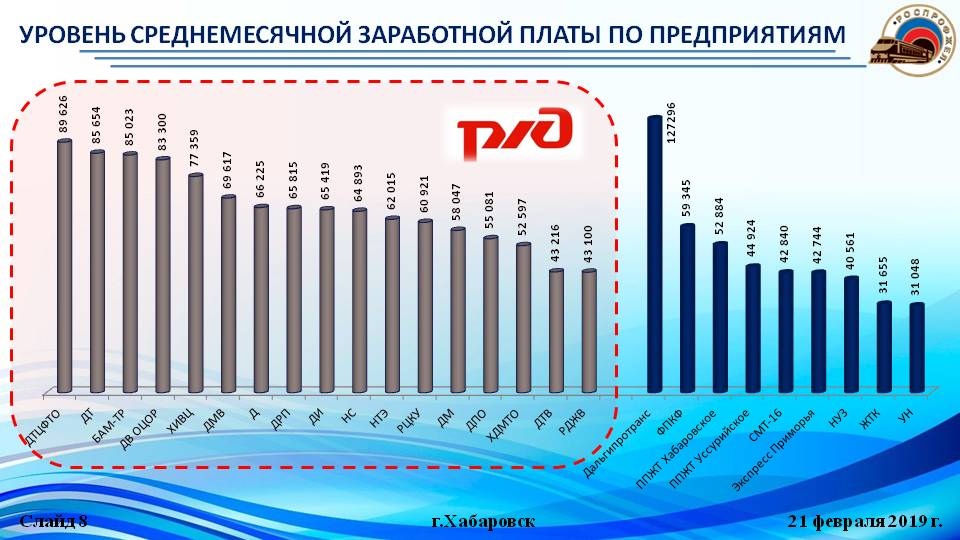 УРОВЕНЬ СРЕДНЕМЕСЯЧНОЙ ЗАРАБОТНОЙ ПЛАТЫ ПО ПРЕДПРИЯТИЯМ
РОСПРОФЖЕЛ
ржд
89 626
85 654
85 023
83 300
77 359
69 617
66 225
65 815
65 419
64 893
62 015
60 921
58 047
55 081
52 597
43 216
43 100
127296
59 345
52 884
44 924
42 840
42 744
40 561
31 655
31 048
ДТЦФТО
ДТ
БАМ-ТР
ДВ ОЦОР
ХИВЦ
ДМВ
Д
ДРП
ДИ
НС
НТЭ
РЦКУ
ДМ
ДПО
ХДМТО
ДТВ
РДЖВ
Дальгипротранс
ФПКФ
ППЖТ Хабаровское
ППЖТ Уссурийское
СМТ-16
Экспресс Приморья
НУЗ
ЖТК
УН
Слайд 8
г.Хабаровск
21 февраля 2019 г.